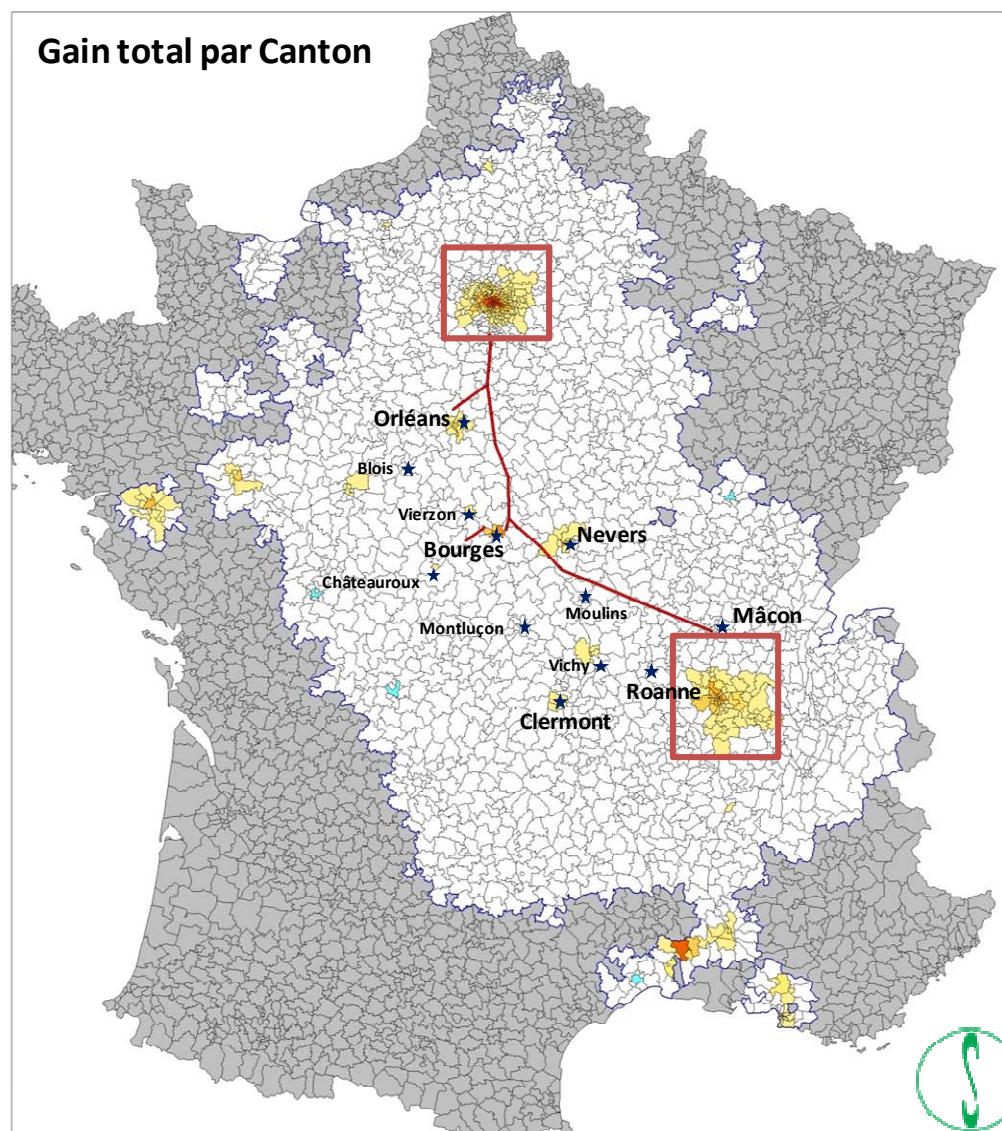 Gain total par Canton
Orléans
Blois
Vierzon
Bourges
Nevers
Châteauroux
Moulins
Mâcon
Montluçon
Vichy
Roanne
Clermont